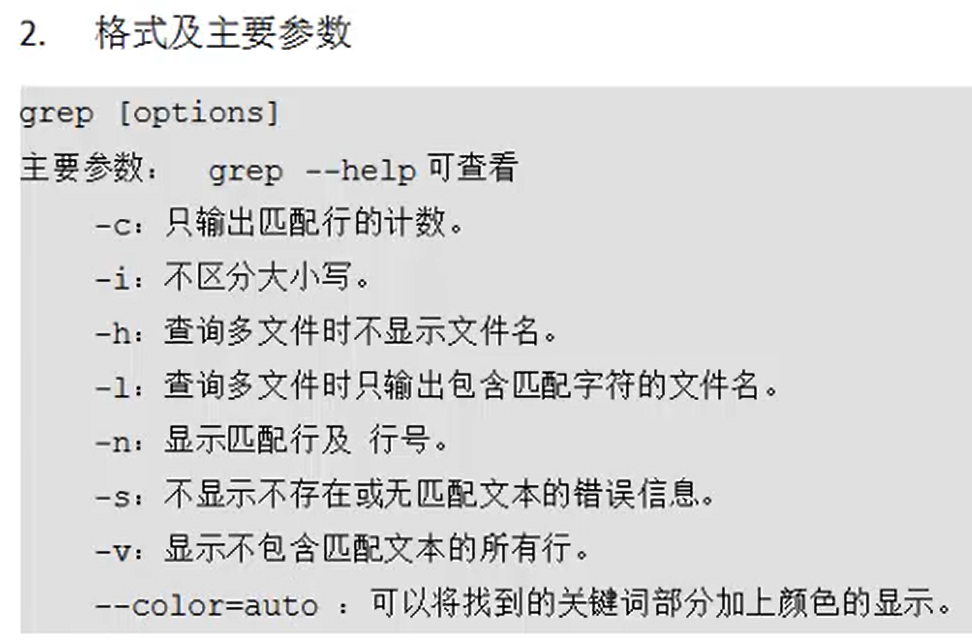 2. 格式及主要参数
grep [options]
主要参数： grep --help 可查看
-c：只输出匹配行的计数。
-i：不区分大小写。
-h：查询多文件时不显示文件名。
-l：查询多文件时只输出包含匹配字符的文件名。
-n：显示匹配行及 行号。
-s：不显示不存在或无匹配文本的错误信息。
-v：显示不包含匹配文本的所有行。
--color=auto ：可以将找到的关键词部分加上颜色的显示。